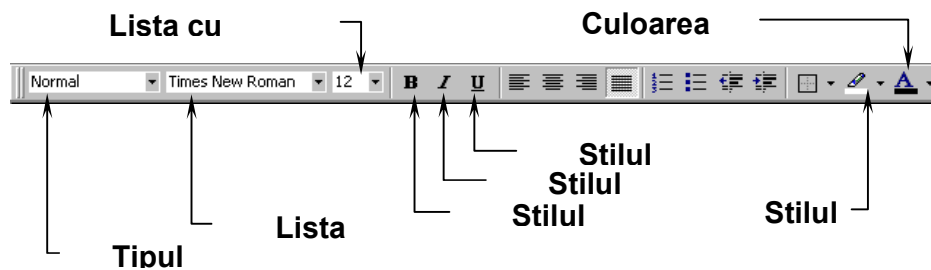 Lista cu Culoarea
Normal Times New Roman 12 B I U A
Stilul
Stilul
Stilul Stilul
Lista
Tipul